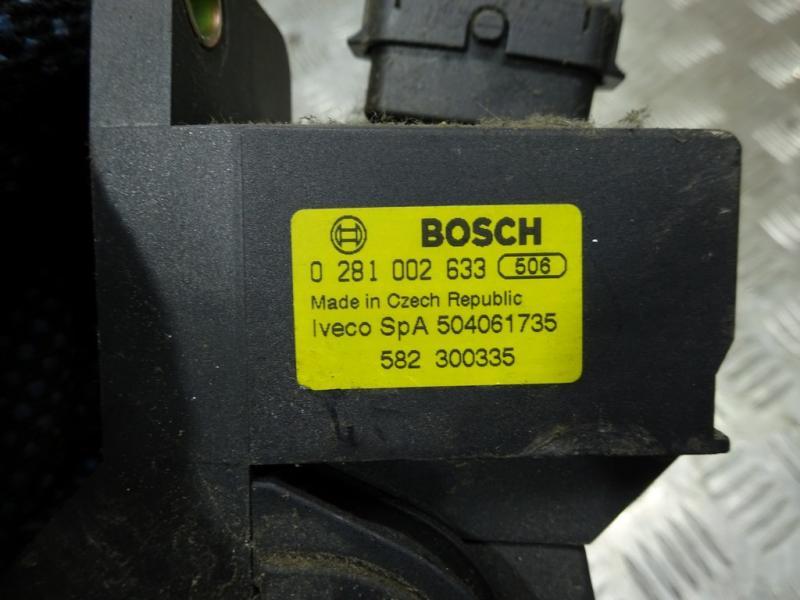 BOSCH
0 281 002 633 506
Made in Czech Republic
Iveco SpA 504061735
582 300335